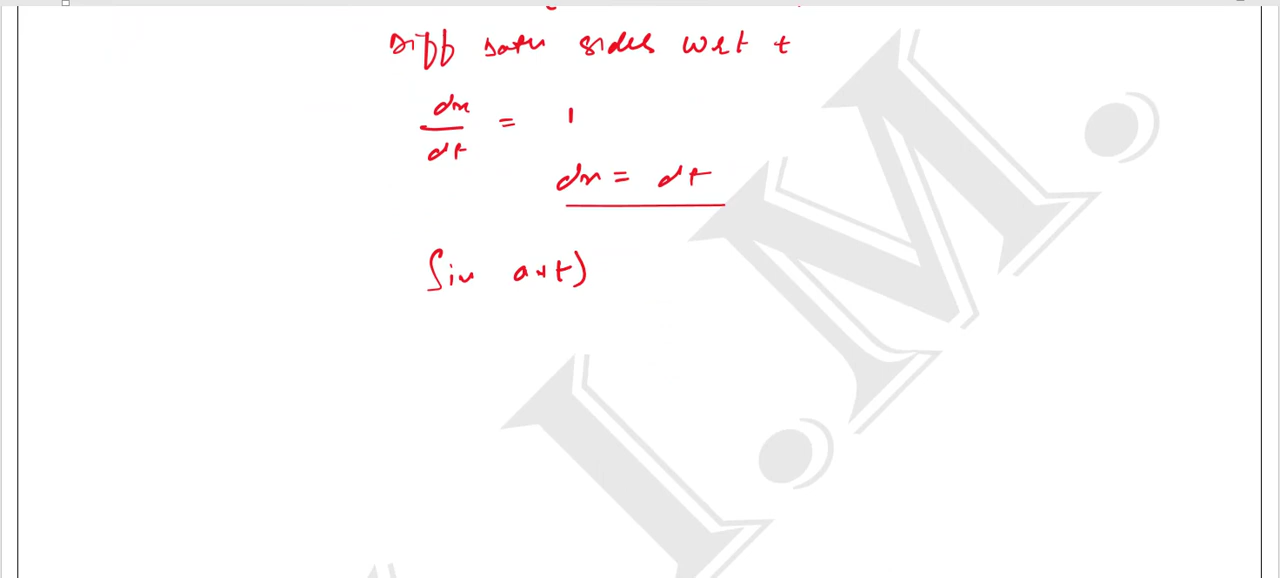 Diff both sides wrt t
dx
dt
= 1
dx = dt
Sin a+t)
I.M.